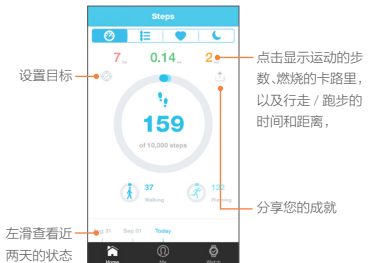 Steps
7
0.14
2
点击显示运动的步
数、燃烧的卡路里，
以及行走 / 跑步的
时间和距离，
设置目标
159
of 10,000 steps
37
Walking
122
Running
分享您的成就
Aug 31 Sep 01 Today
左滑查看近
两天的状态
Home Me Watch